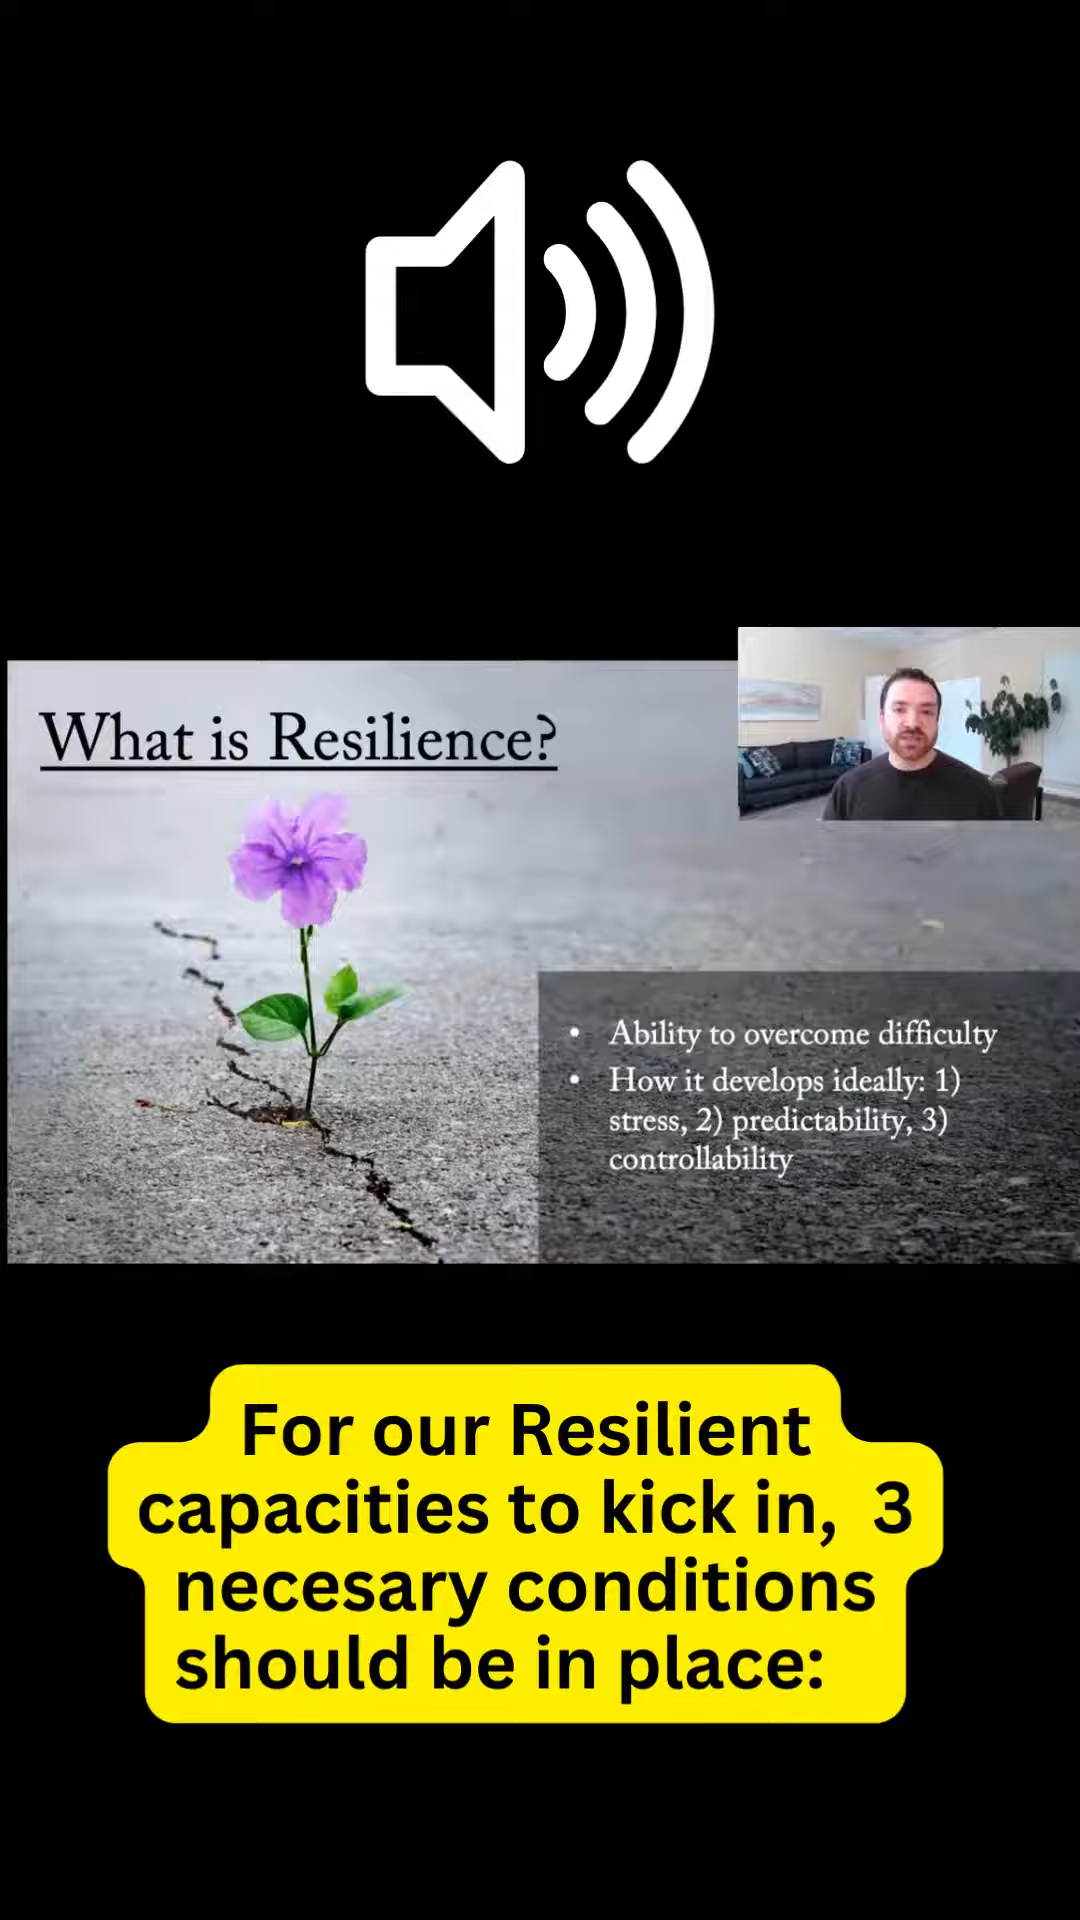 What is Resilience?
• Ability to overcome difficulty
• How it develops ideally: 1)
stress, 2) predictability, 3)
controllability
For our Resilient
capacities to kick in, 3
necesary conditions
should be in place: